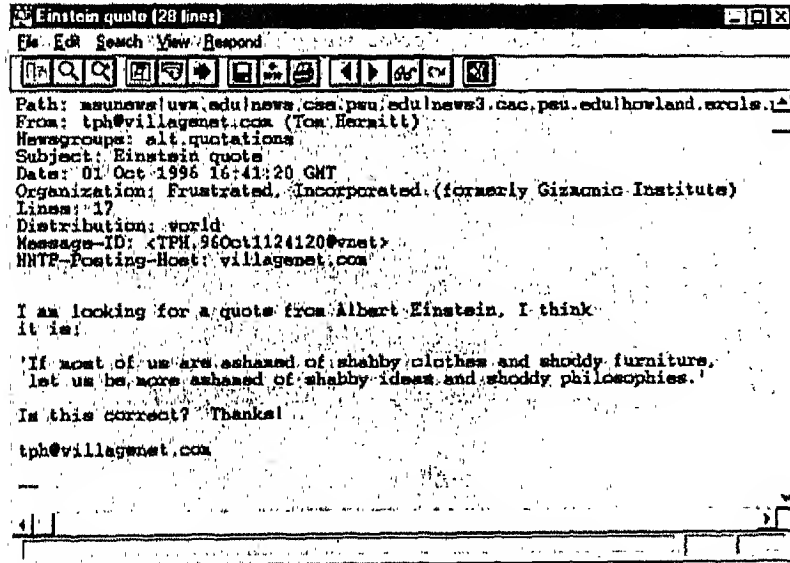 Einstein quote (28 lines)
File Edit Search View Respond
Path: msunews!uwm.edu!news.cse.psu.edu!news3.cac.psu.edu!howland.erols.
From: tph@villagenet.com (Tom Hermitt)
Newsgroups: alt.quotations
Subject: Einstein quote
Date: 01 Oct 1996 16:41:20 GMT
Organization: Frustrated, Incorporated (formerly Gizmonic Institute)
Lines: 17
Distribution: world
Message-ID: <TPH.96Oct1124120@vnet>
NNTP-Posting-Host: villagenet.com
I am looking for a quote from Albert Einstein, I think
it is:
'If most of us are ashamed of shabby clothes and shoddy furniture,
let us be more ashamed of shabby ideas and shoddy philosophies.'
Is this correct? Thanks!
tph@villagenet.com